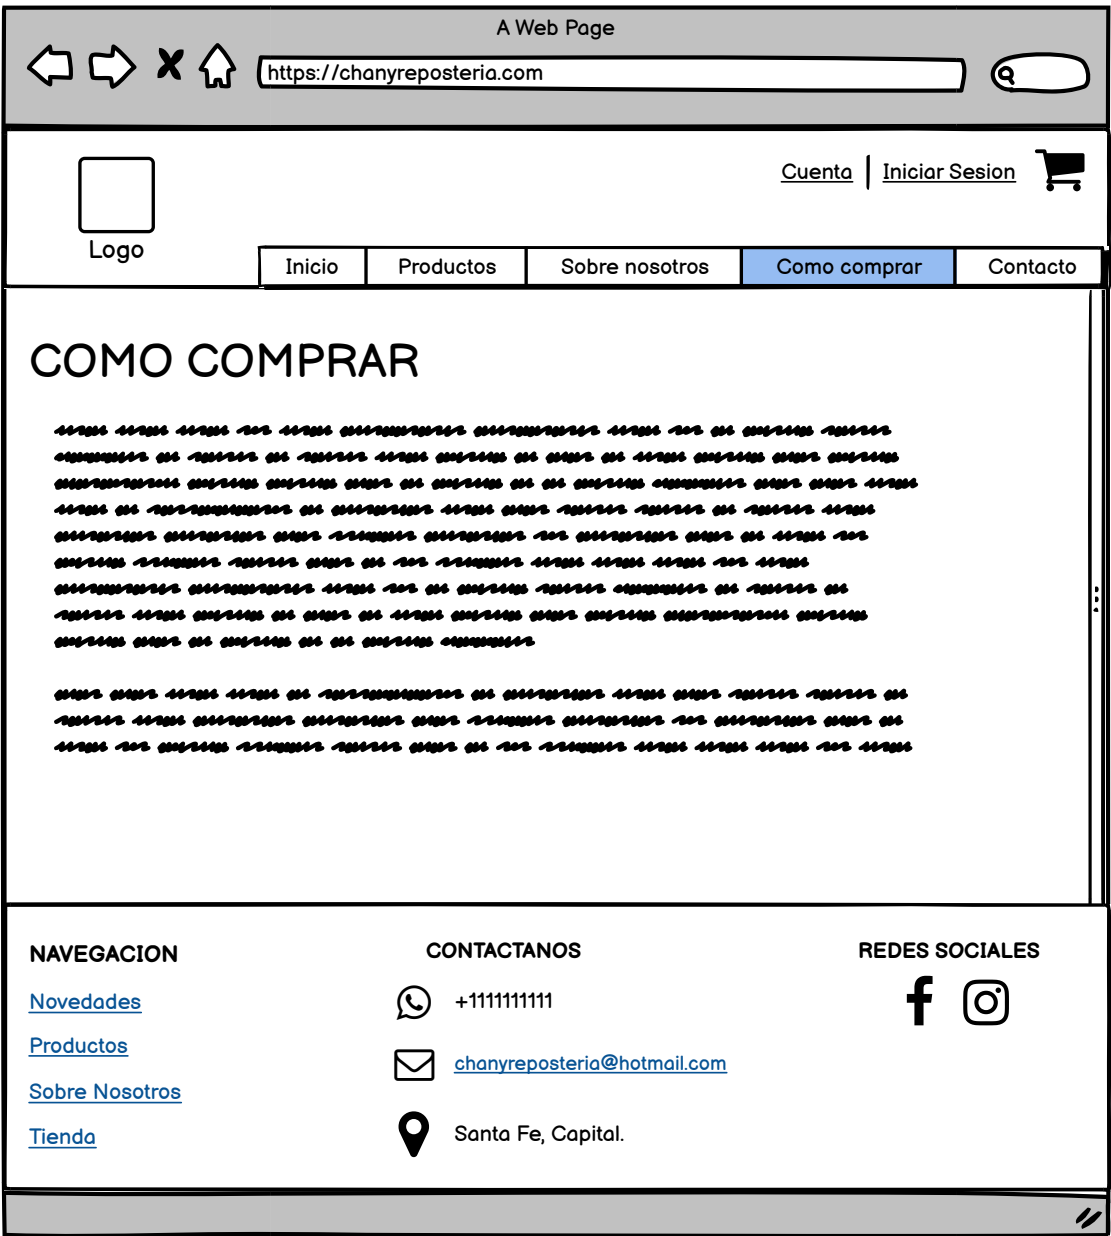 A Web Page
https://chanyreposteria.com
Cuenta
Iniciar Sesion
Logo
Inicio
Productos
Sobre nosotros
Como comprar
Contacto
COMO COMPRAR
NAVEGACION
Novedades
Productos
Sobre Nosotros
Tienda
CONTACTANOS
+1111111111
chanyreposteria@hotmail.com
Santa Fe, Capital.
REDES SOCIALES